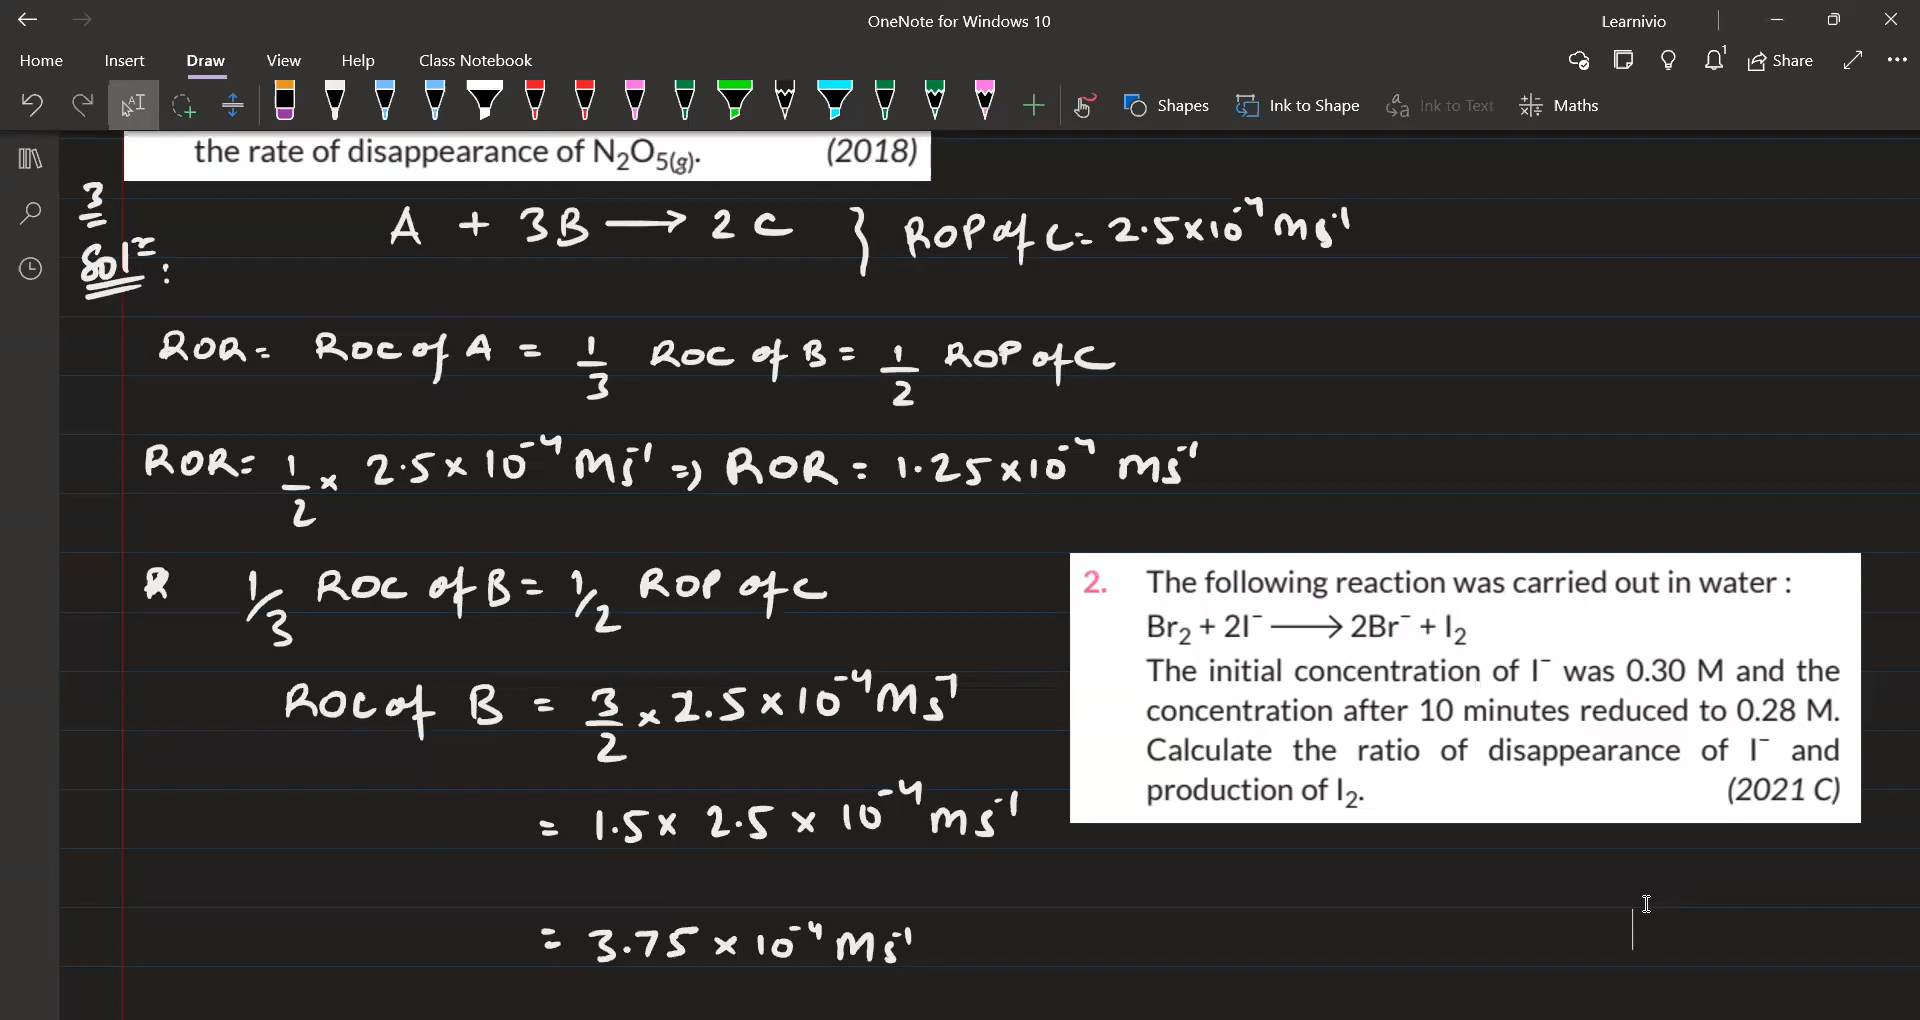 OneNote for Windows 10
Learnivio
Home Insert Draw View Help Class Notebook
1
Share
Shapes Ink to Shape Ink to Text Maths
the rate of disappearance of N₂O₅(g). (2018)
3
Solⁿ:
A + 3B ⟶ 2C } ROP of C = 2.5×10⁻⁴ Ms⁻¹
ROR = ROC of A = 1/3 ROC of B = 1/2 ROP of C
ROR = 1/2 × 2.5 × 10⁻⁴ Ms⁻¹ ⇒ ROR = 1.25×10⁻⁴ Ms⁻¹
& 1/3 ROC of B = 1/2 ROP of C
ROC of B = 3/2 × 2.5 × 10⁻⁴ Ms⁻¹
= 1.5 × 2.5 × 10⁻⁴ Ms⁻¹
= 3.75 × 10⁻⁴ Ms⁻¹
2. The following reaction was carried out in water :
Br₂ + 2I⁻ ⟶ 2Br⁻ + I₂
The initial concentration of I⁻ was 0.30 M and the
concentration after 10 minutes reduced to 0.28 M.
Calculate the ratio of disappearance of I⁻ and
production of I₂. (2021 C)